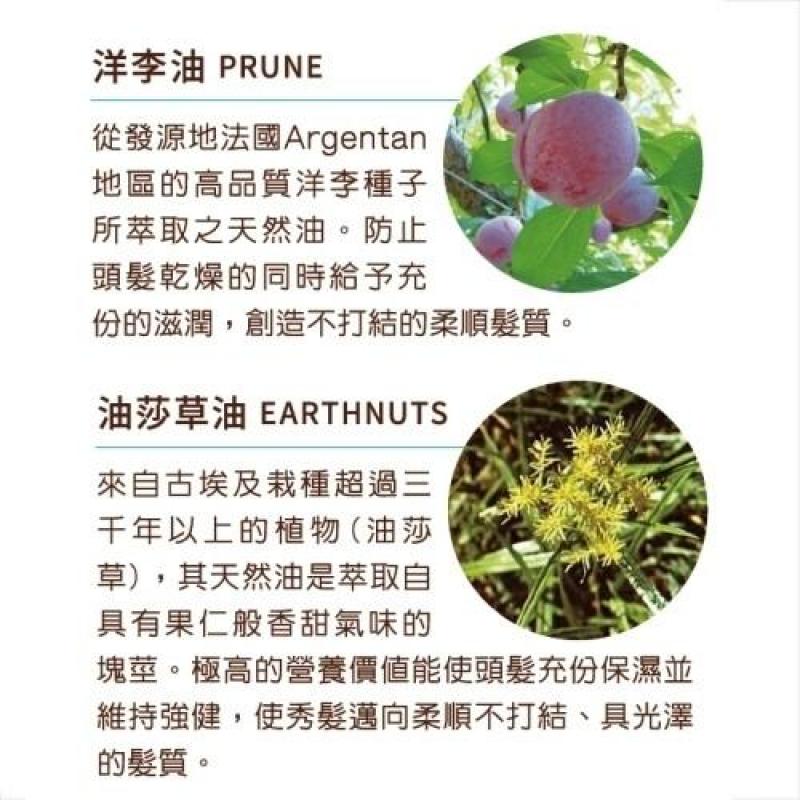 洋李油 PRUNE
從發源地法國Argentan
地區的高品質洋李種子
所萃取之天然油。防止
頭髮乾燥的同時給予充
份的滋潤，創造不打結的柔順髮質。
油莎草油 EARTHNUTS
來自古埃及栽種超過三
千年以上的植物（油莎
草），其天然油是萃取自
具有果仁般香甜氣味的
塊莖。極高的營養價值能使頭髮充份保濕並
維持強健，使秀髮邁向柔順不打結、具光澤
的髮質。